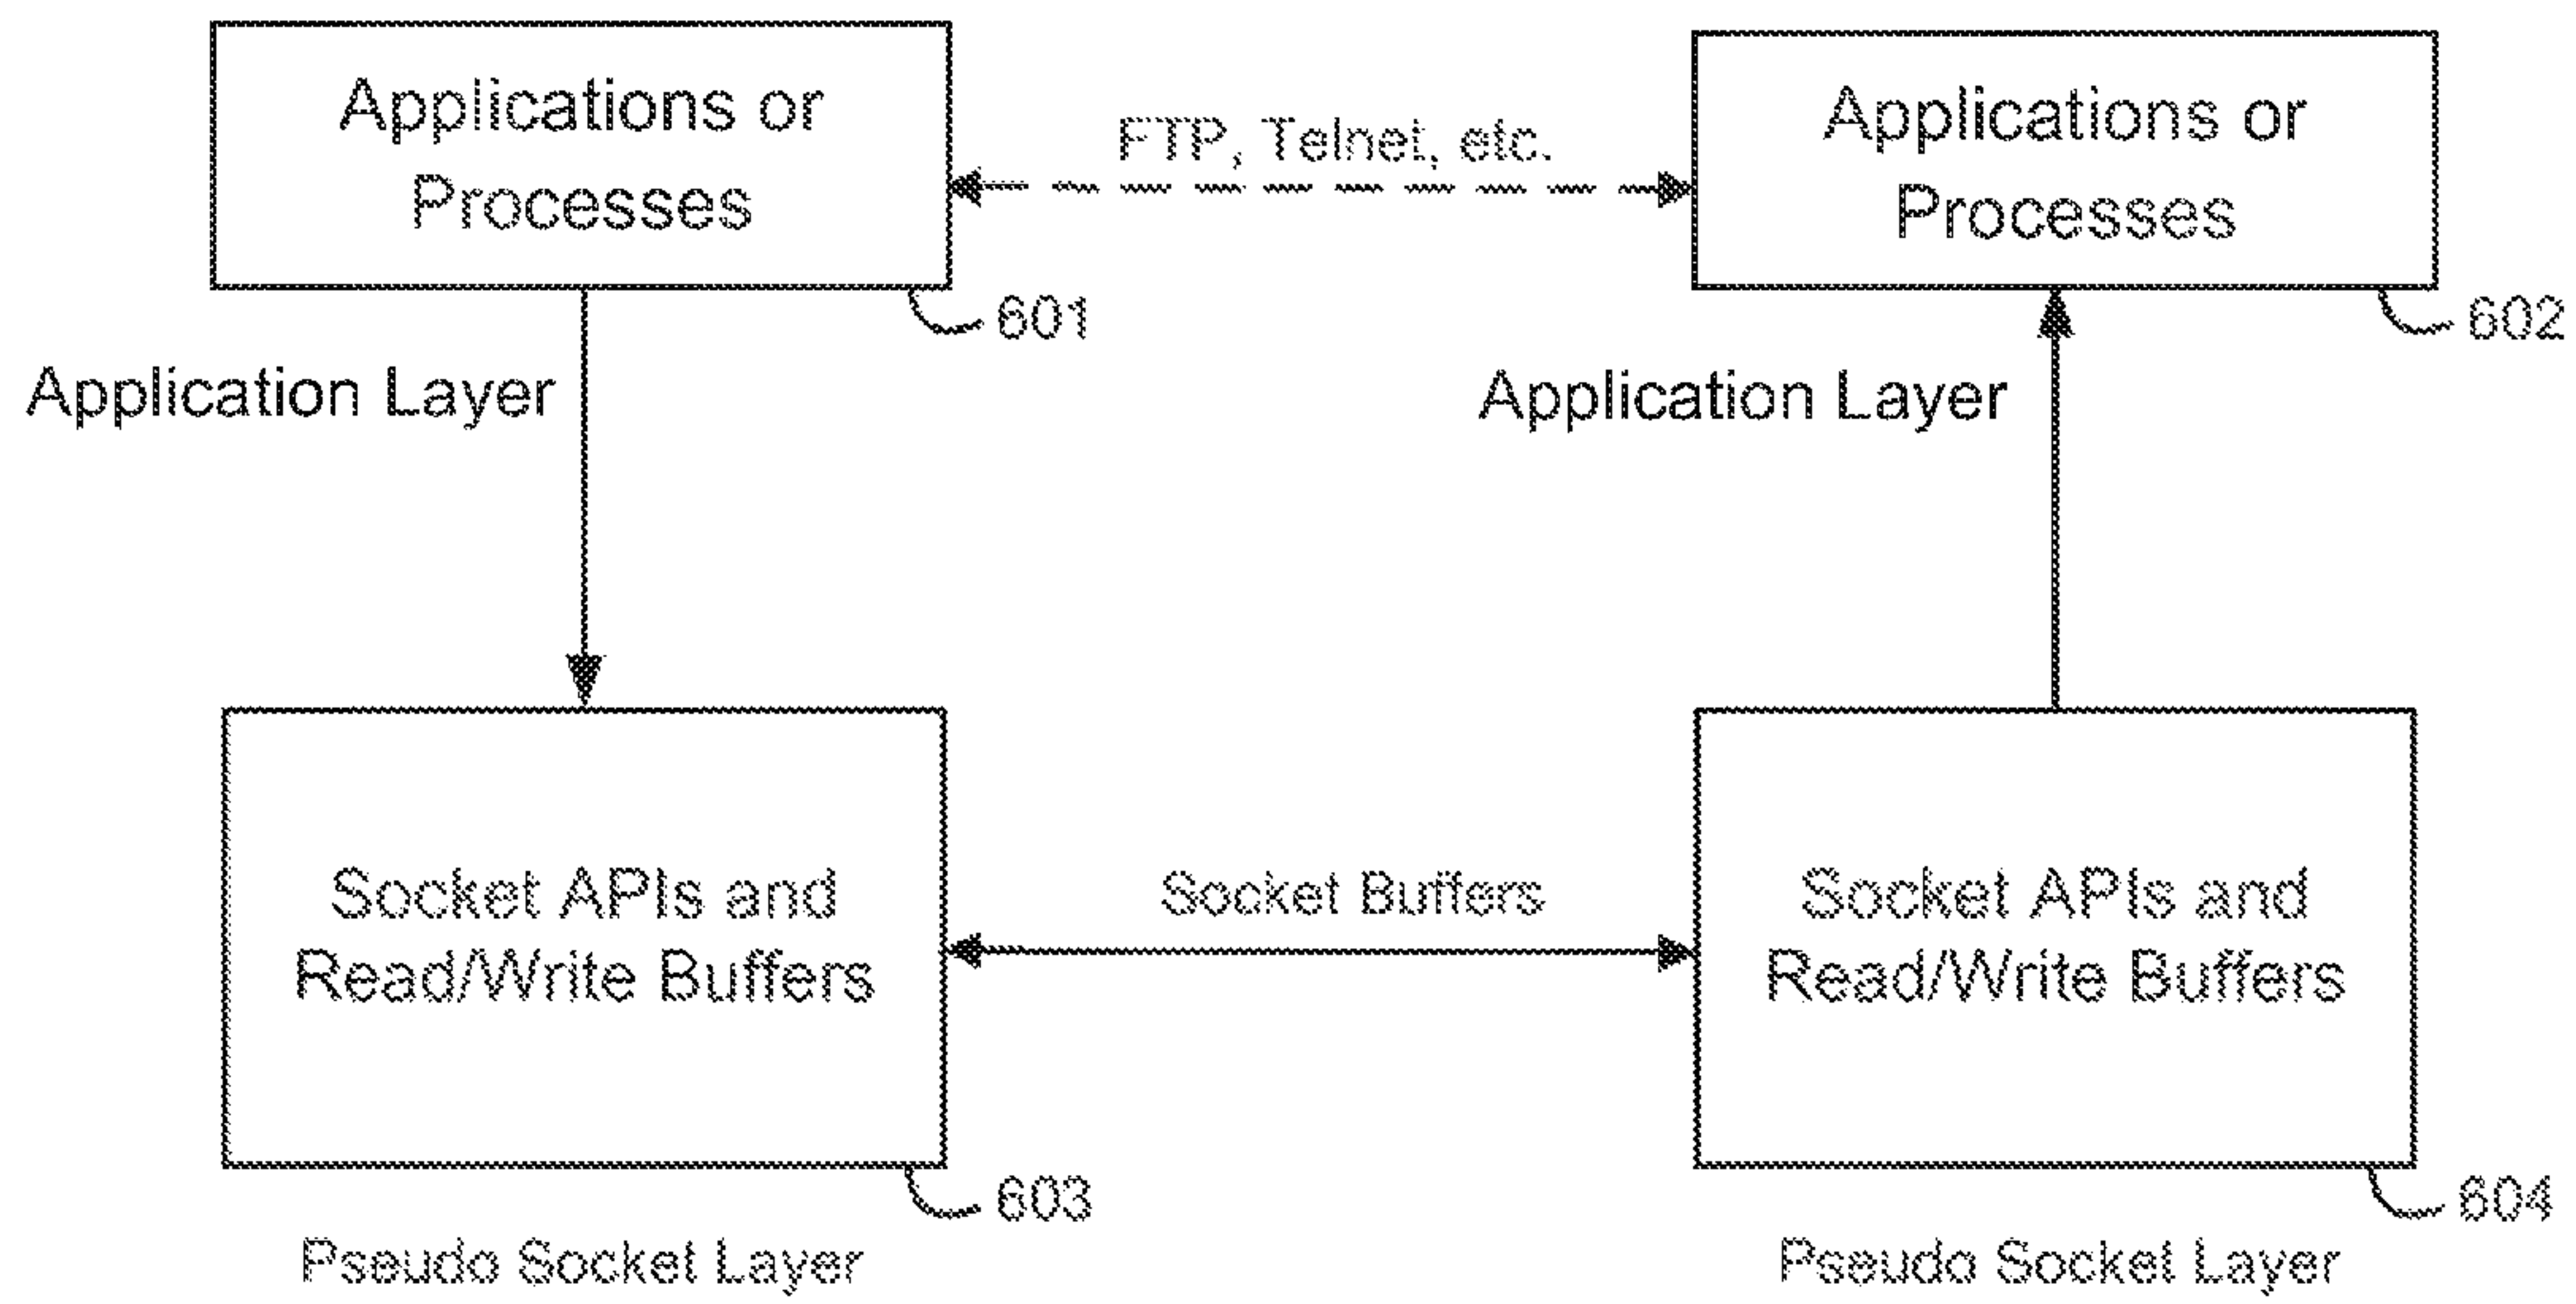 Applications or
Processes
601
FTP, Telnet, etc.
Applications or
Processes
602
Application Layer
Application Layer
Socket APIs and
Read/Write Buffers
603
Socket Buffers
Socket APIs and
Read/Write Buffers
604
Pseudo Socket Layer
Pseudo Socket Layer